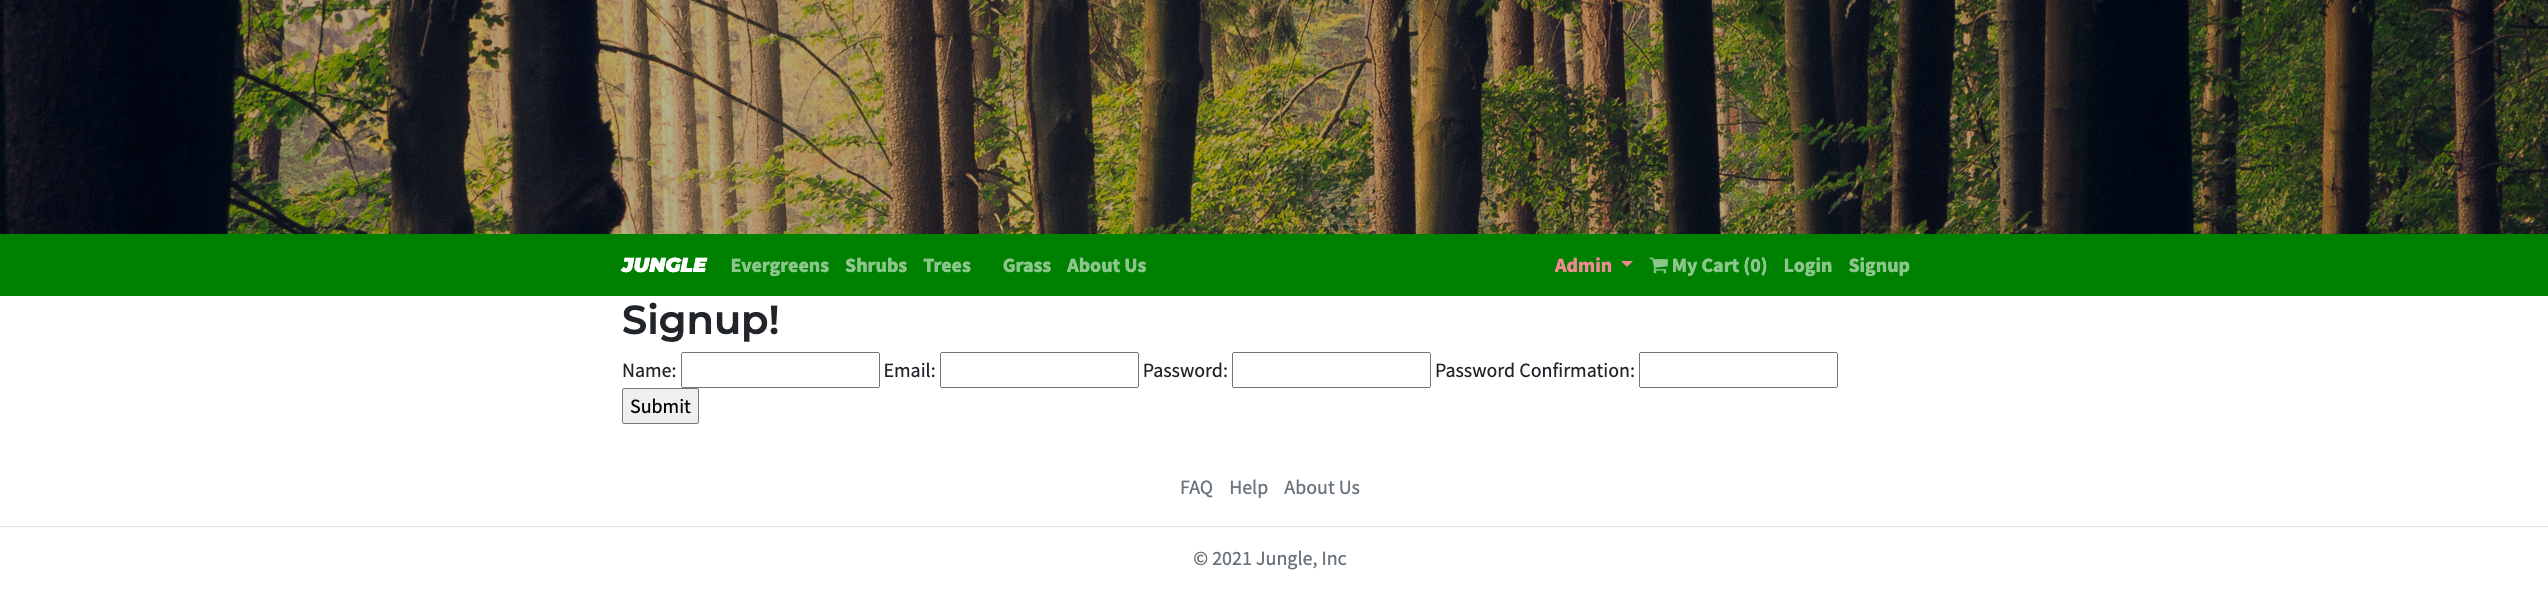 JUNGLE Evergreens Shrubs Trees Grass About Us Admin My Cart (0) Login Signup
Signup!
Name: Email: Password: Password Confirmation:
Submit
FAQ Help About Us
© 2021 Jungle, Inc